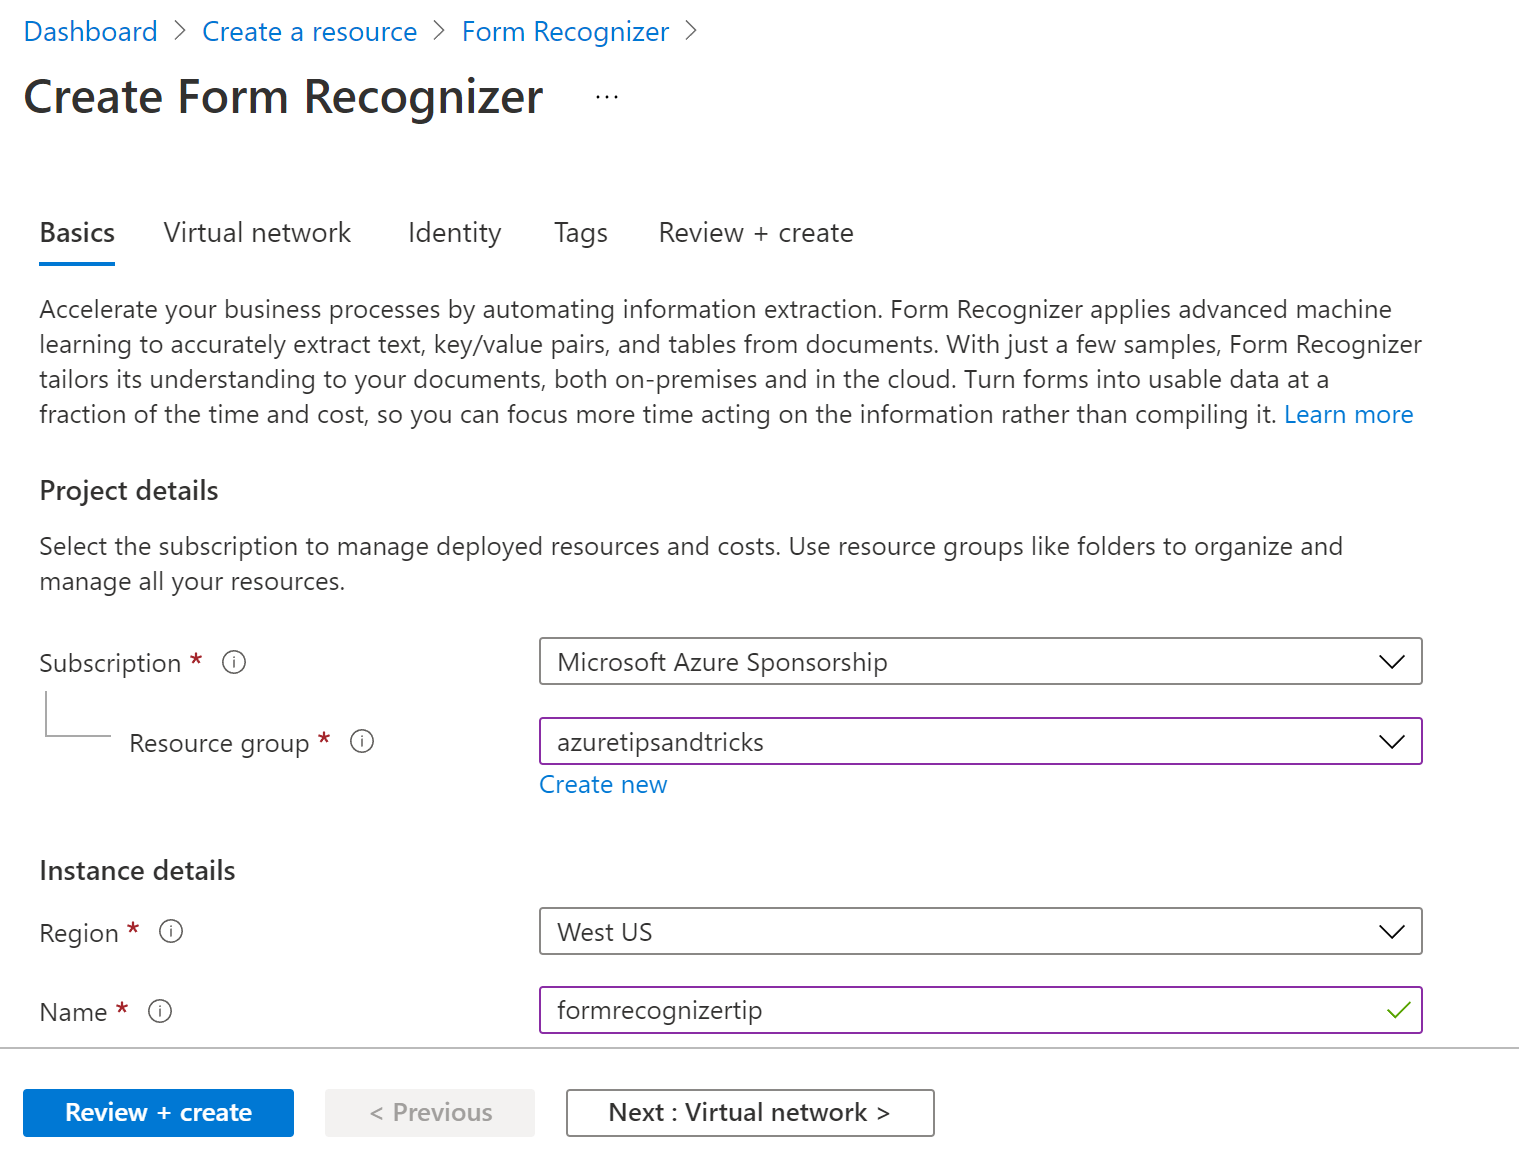 Dashboard > Create a resource > Form Recognizer >
Create Form Recognizer ...
Basics Virtual network Identity Tags Review + create
Accelerate your business processes by automating information extraction. Form Recognizer applies advanced machine
learning to accurately extract text, key/value pairs, and tables from documents. With just a few samples, Form Recognizer
tailors its understanding to your documents, both on-premises and in the cloud. Turn forms into usable data at a
fraction of the time and cost, so you can focus more time acting on the information rather than compiling it. Learn more
Project details
Select the subscription to manage deployed resources and costs. Use resource groups like folders to organize and
manage all your resources.
Subscription * Microsoft Azure Sponsorship
Resource group * azuretipsandtricks
Create new
Instance details
Region * West US
Name * formrecognizertip
Review + create < Previous Next : Virtual network >